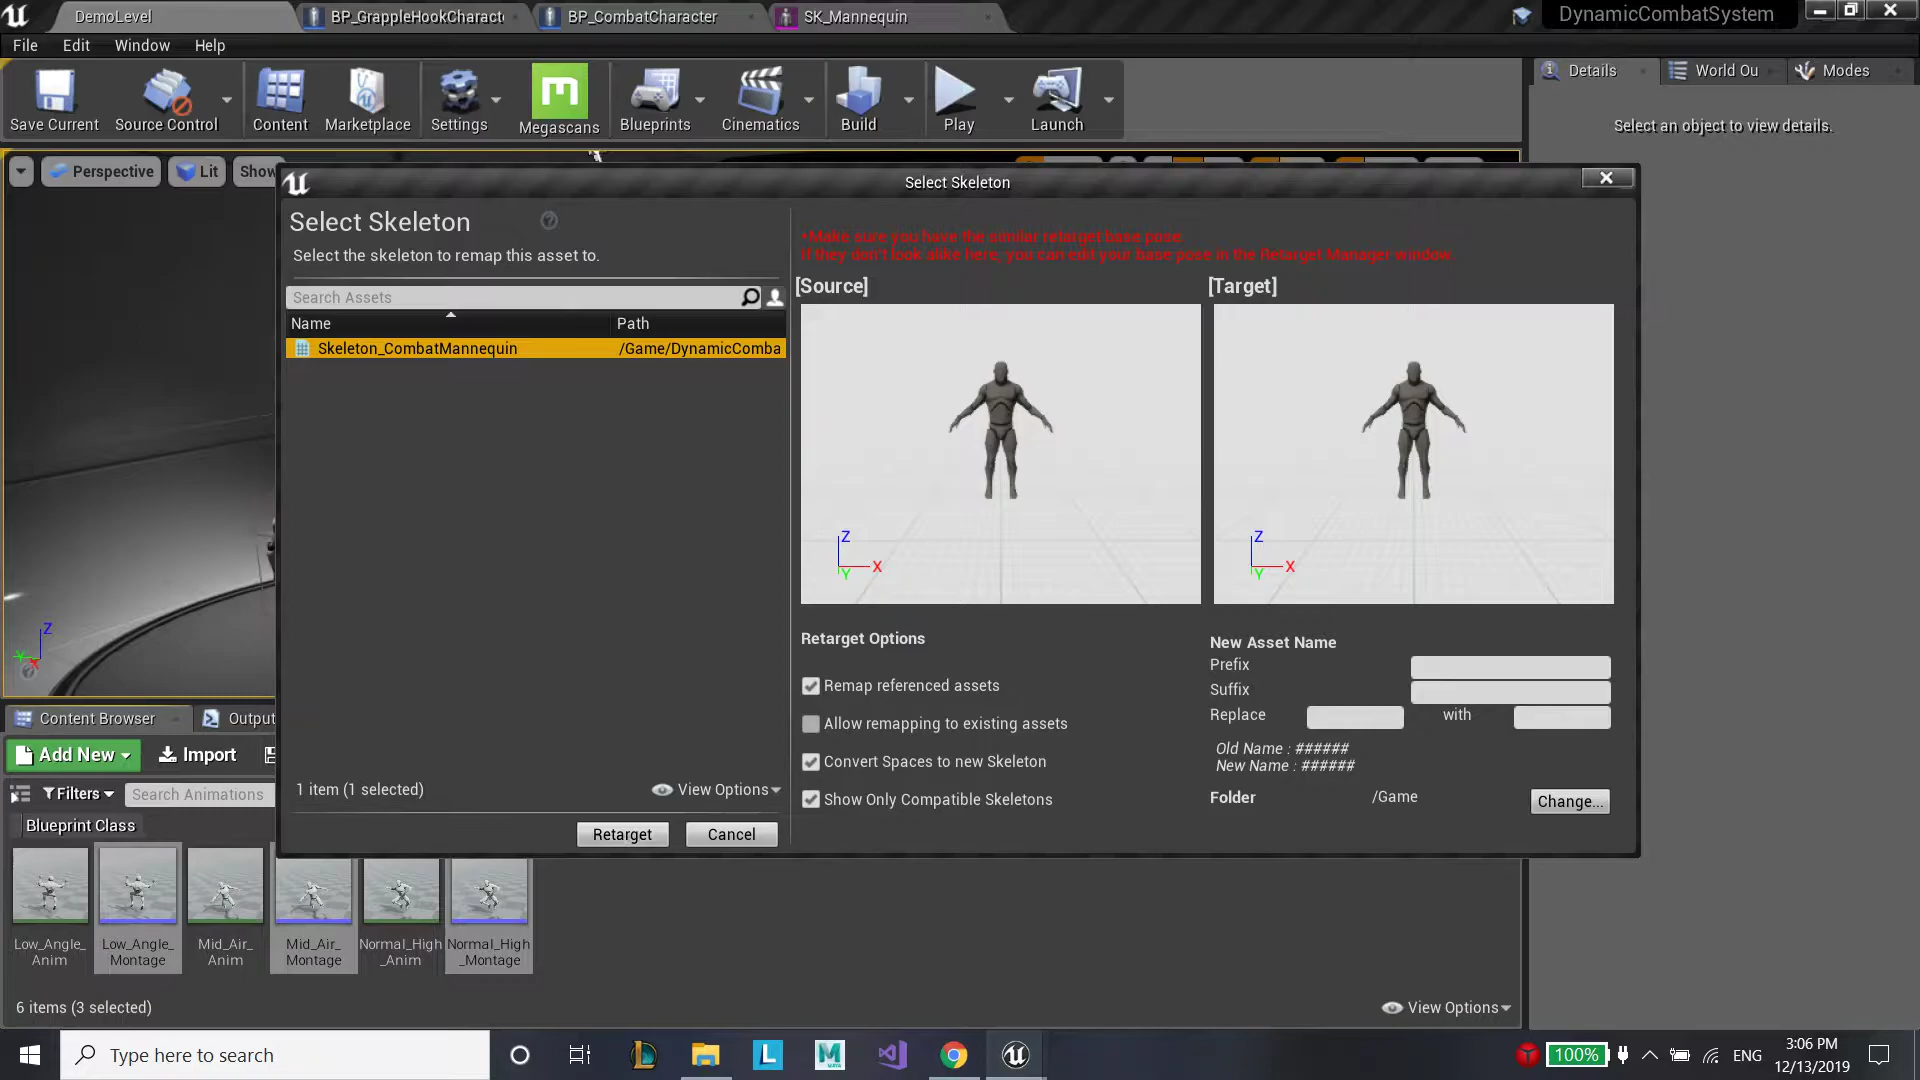 DemoLevel
BP_GrappleHookCharact
BP_CombatCharacter
SK_Mannequin
DynamicCombatSystem
File
Edit
Window
Help
Save Current
Source Control
Content
Marketplace
Settings
Megascans
Blueprints
Cinematics
Build
Play
Launch
Details
World Ou
Modes
Select an object to view details.
Perspective
Lit
Show
Select Skeleton
Select Skeleton
Select the skeleton to remap this asset to.
Search Assets
Name
Path
Skeleton_CombatMannequin
/Game/DynamicComba
1 item (1 selected)
View Options
Retarget
Cancel
*Make sure you have the similar retarget base pose.
If they don't look alike here, you can edit your base pose in the Retarget Manager window.
[Source]
[Target]
Z
X
Y
Z
X
Y
Retarget Options
Remap referenced assets
Allow remapping to existing assets
Convert Spaces to new Skeleton
Show Only Compatible Skeletons
New Asset Name
Prefix
Suffix
Replace
with
Old Name : ######
New Name : ######
Folder
/Game
Change...
Z
Y
X
Content Browser
Output
Add New
Import
Filters
Search Animations
Blueprint Class
Low_Angle_
Anim
Low_Angle_
Montage
Mid_Air_
Anim
Mid_Air_
Montage
Normal_High
_Anim
Normal_High
_Montage
6 items (3 selected)
View Options
Type here to search
100%
ENG
3:06 PM
12/13/2019